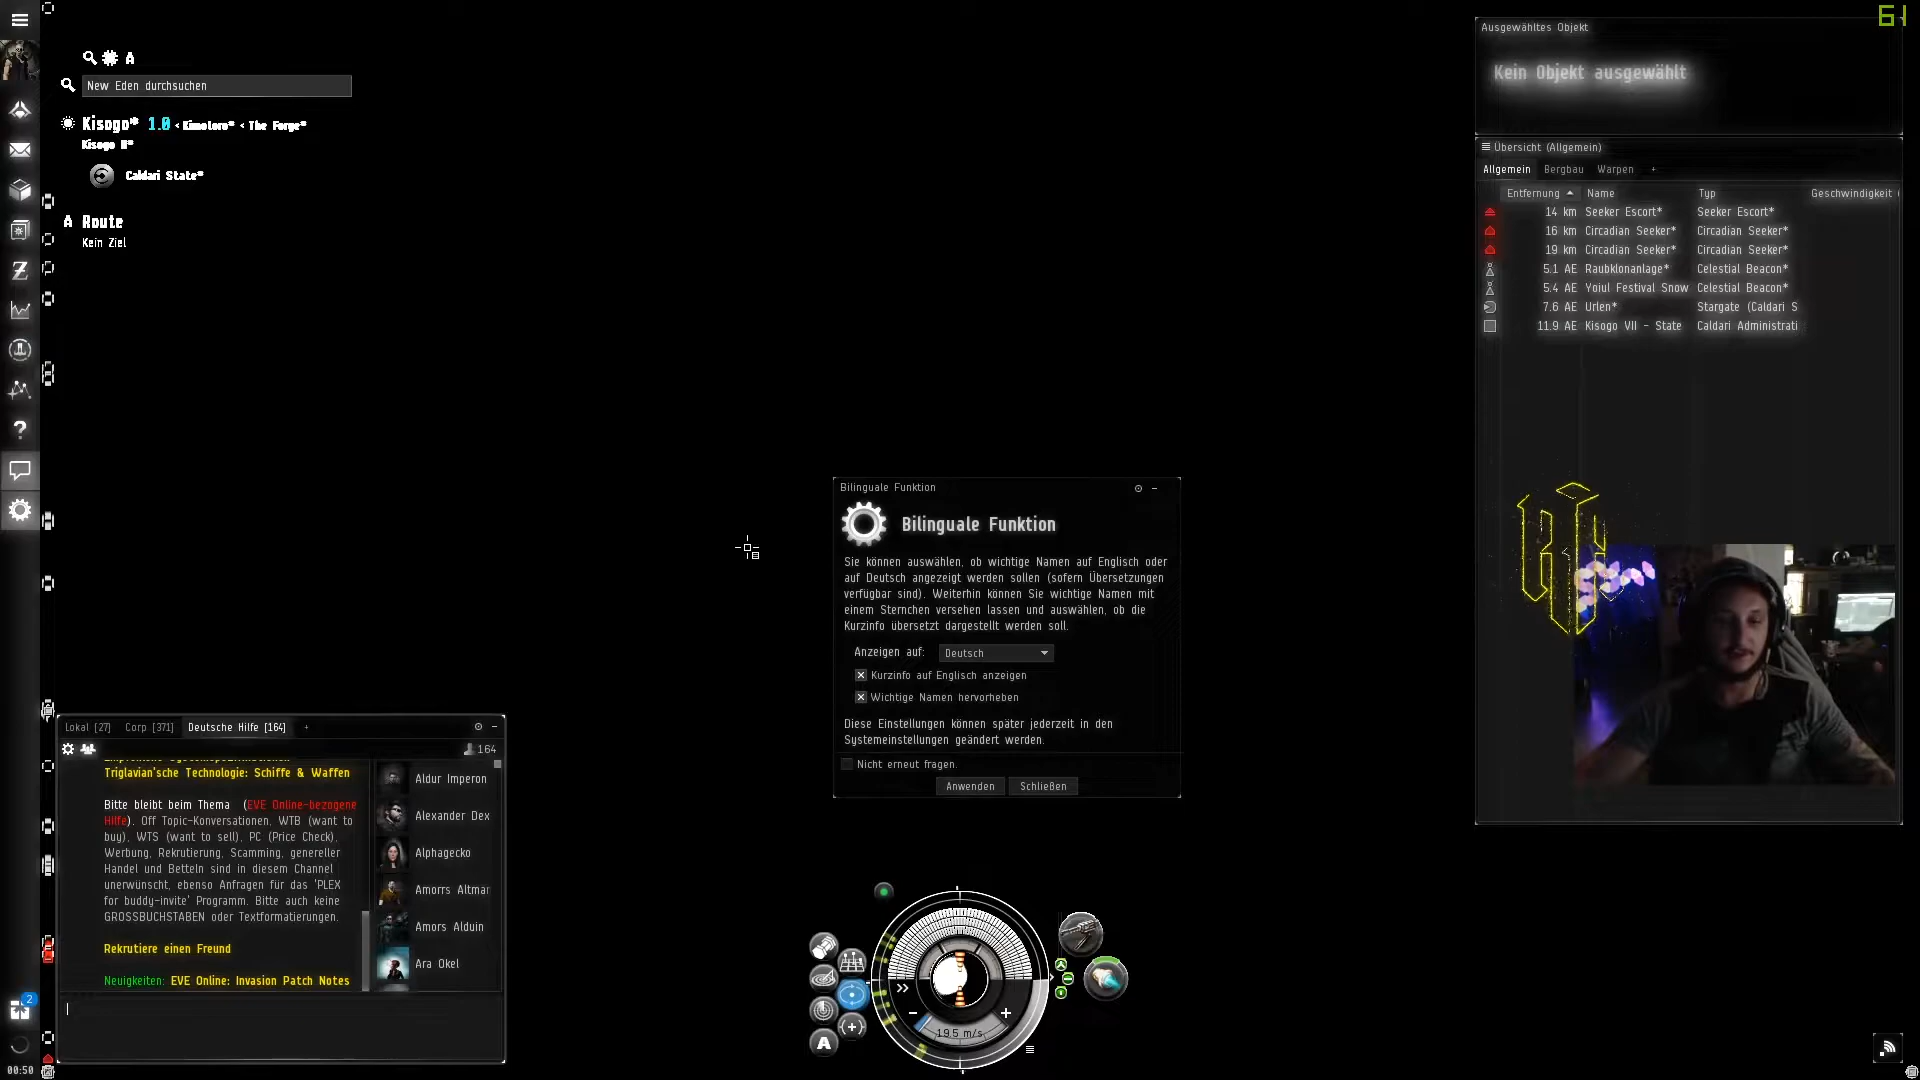 61
New Eden durchsuchen
Kisogo* 1.0 < Kimotoro* < The Forge*
Caldari State*
A Route
Kein Ziel
Ausgewähltes Objekt
Kein Objekt ausgewählt
Übersicht (Allgemein)
Allgemein Bergbau Warpen +
Entfernung Name Typ Geschwindigkeit (
14 km Seeker Escort* Seeker Escort*
16 km Circadian Seeker* Circadian Seeker*
19 km Circadian Seeker* Circadian Seeker*
5.1 AE Raubklonanlage* Celestial Beacon*
5.4 AE Yoiul Festival Snow Celestial Beacon*
7.6 AE Urlen* Stargate (Caldari S
11.9 AE Kisogo VII - State Caldari Administrati
Bilinguale Funktion
Bilinguale Funktion
Sie können auswählen, ob wichtige Namen auf Englisch oder
auf Deutsch angezeigt werden sollen (sofern Übersetzungen
verfügbar sind). Weiterhin können Sie wichtige Namen mit
einem Sternchen versehen lassen und auswählen, ob die
Kurzinfo übersetzt dargestellt werden soll.
Anzeigen auf: Deutsch
Kurzinfo auf Englisch anzeigen
Wichtige Namen hervorheben
Diese Einstellungen können später jederzeit in den
Systemeinstellungen geändert werden.
Nicht erneut fragen.
Anwenden Schließen
Lokal [27] Corp [371] Deutsche Hilfe [164] +
164
Triglavian'sche Technologie: Schiffe & Waffen
Bitte bleibt beim Thema (EVE Online-bezogene
Hilfe). Off Topic-Konversationen, WTB (want to
buy), WTS (want to sell), PC (Price Check),
Werbung, Rekrutierung, Scamming, genereller
Handel und Betteln sind in diesem Channel
unerwünscht, ebenso Anfragen für das 'PLEX
for buddy-invite' Programm. Bitte auch keine
GROSSBUCHSTABEN oder Textformatierungen.
Rekrutiere einen Freund
Neuigkeiten: EVE Online: Invasion Patch Notes
Aldur Imperon
Alexander Dex
Alphagecko
Amorrs Altmar
Amors Alduin
Ara Okel
19.5 m/s
A
2
00:50